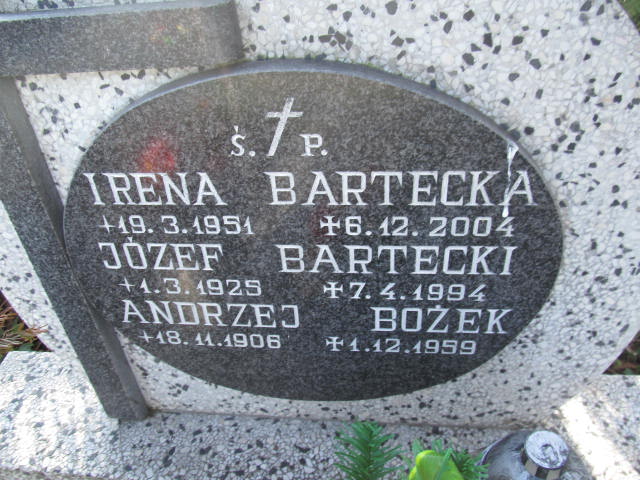 Ś. P.
IRENA BARTECKA
+19.3.1951 ✝6.12.2004
JÓZEF BARTECKI
+1.3.1925 ✝7.4.1994
ANDRZEJ BOŻEK
+18.11.1906 ✝1.12.1959